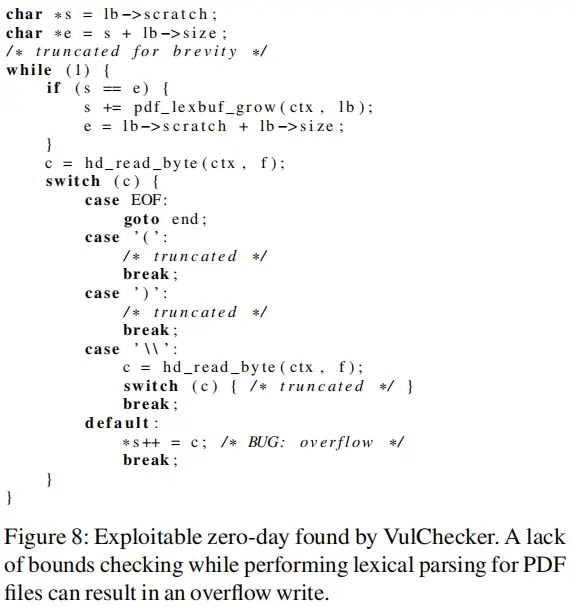 char *s = lb->scratch;
char *e = s + lb->size;
/* truncated for brevity */
while (1) {
    if (s == e) {
        s += pdf_lexbuf_grow(ctx, lb);
        e = lb->scratch + lb->size;
    }
    c = hd_read_byte(ctx, f);
    switch (c) {
        case EOF:
            goto end;
        case '(':
            /* truncated */
            break;
        case ')':
            /* truncated */
            break;
        case '\\':
            c = hd_read_byte(ctx, f);
            switch (c) { /* truncated */ }
            break;
        default:
            *s++ = c; /* BUG: overflow */
            break;
    }
}
Figure 8: Exploitable zero-day found by VulChecker. A lack
of bounds checking while performing lexical parsing for PDF
files can result in an overflow write.